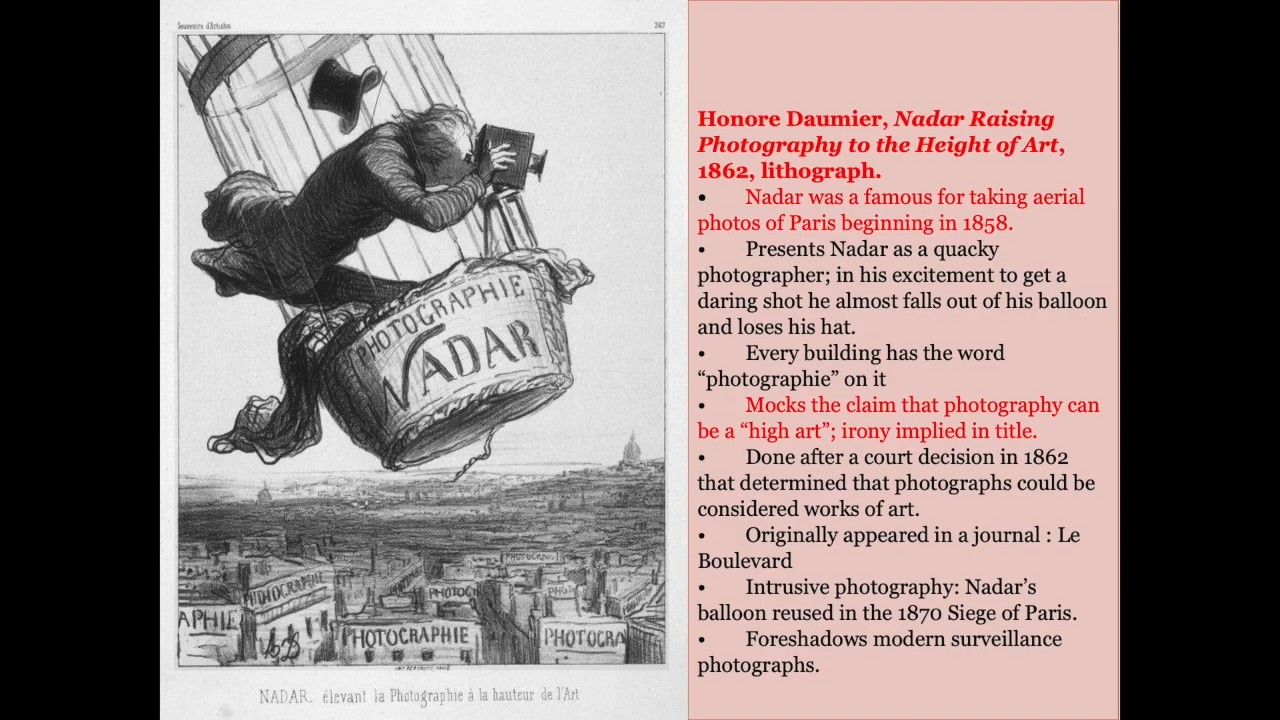 Souvenirs d'Artistes
367
PHOTOGRAPHIE
NADAR
PHOTOGRA
PHOTOGRAPHIE
PHOTOG
APHIE
PHOTOGRAPHIE
PHOTOGRA
NADAR élevant la Photographie à la hauteur de l'Art
Honore Daumier, Nadar Raising
Photography to the Height of Art,
1862, lithograph.
• Nadar was a famous for taking aerial
photos of Paris beginning in 1858.
• Presents Nadar as a quacky
photographer; in his excitement to get a
daring shot he almost falls out of his balloon
and loses his hat.
• Every building has the word
“photographie” on it
• Mocks the claim that photography can
be a “high art”; irony implied in title.
• Done after a court decision in 1862
that determined that photographs could be
considered works of art.
• Originally appeared in a journal : Le
Boulevard
• Intrusive photography: Nadar’s
balloon reused in the 1870 Siege of Paris.
• Foreshadows modern surveillance
photographs.